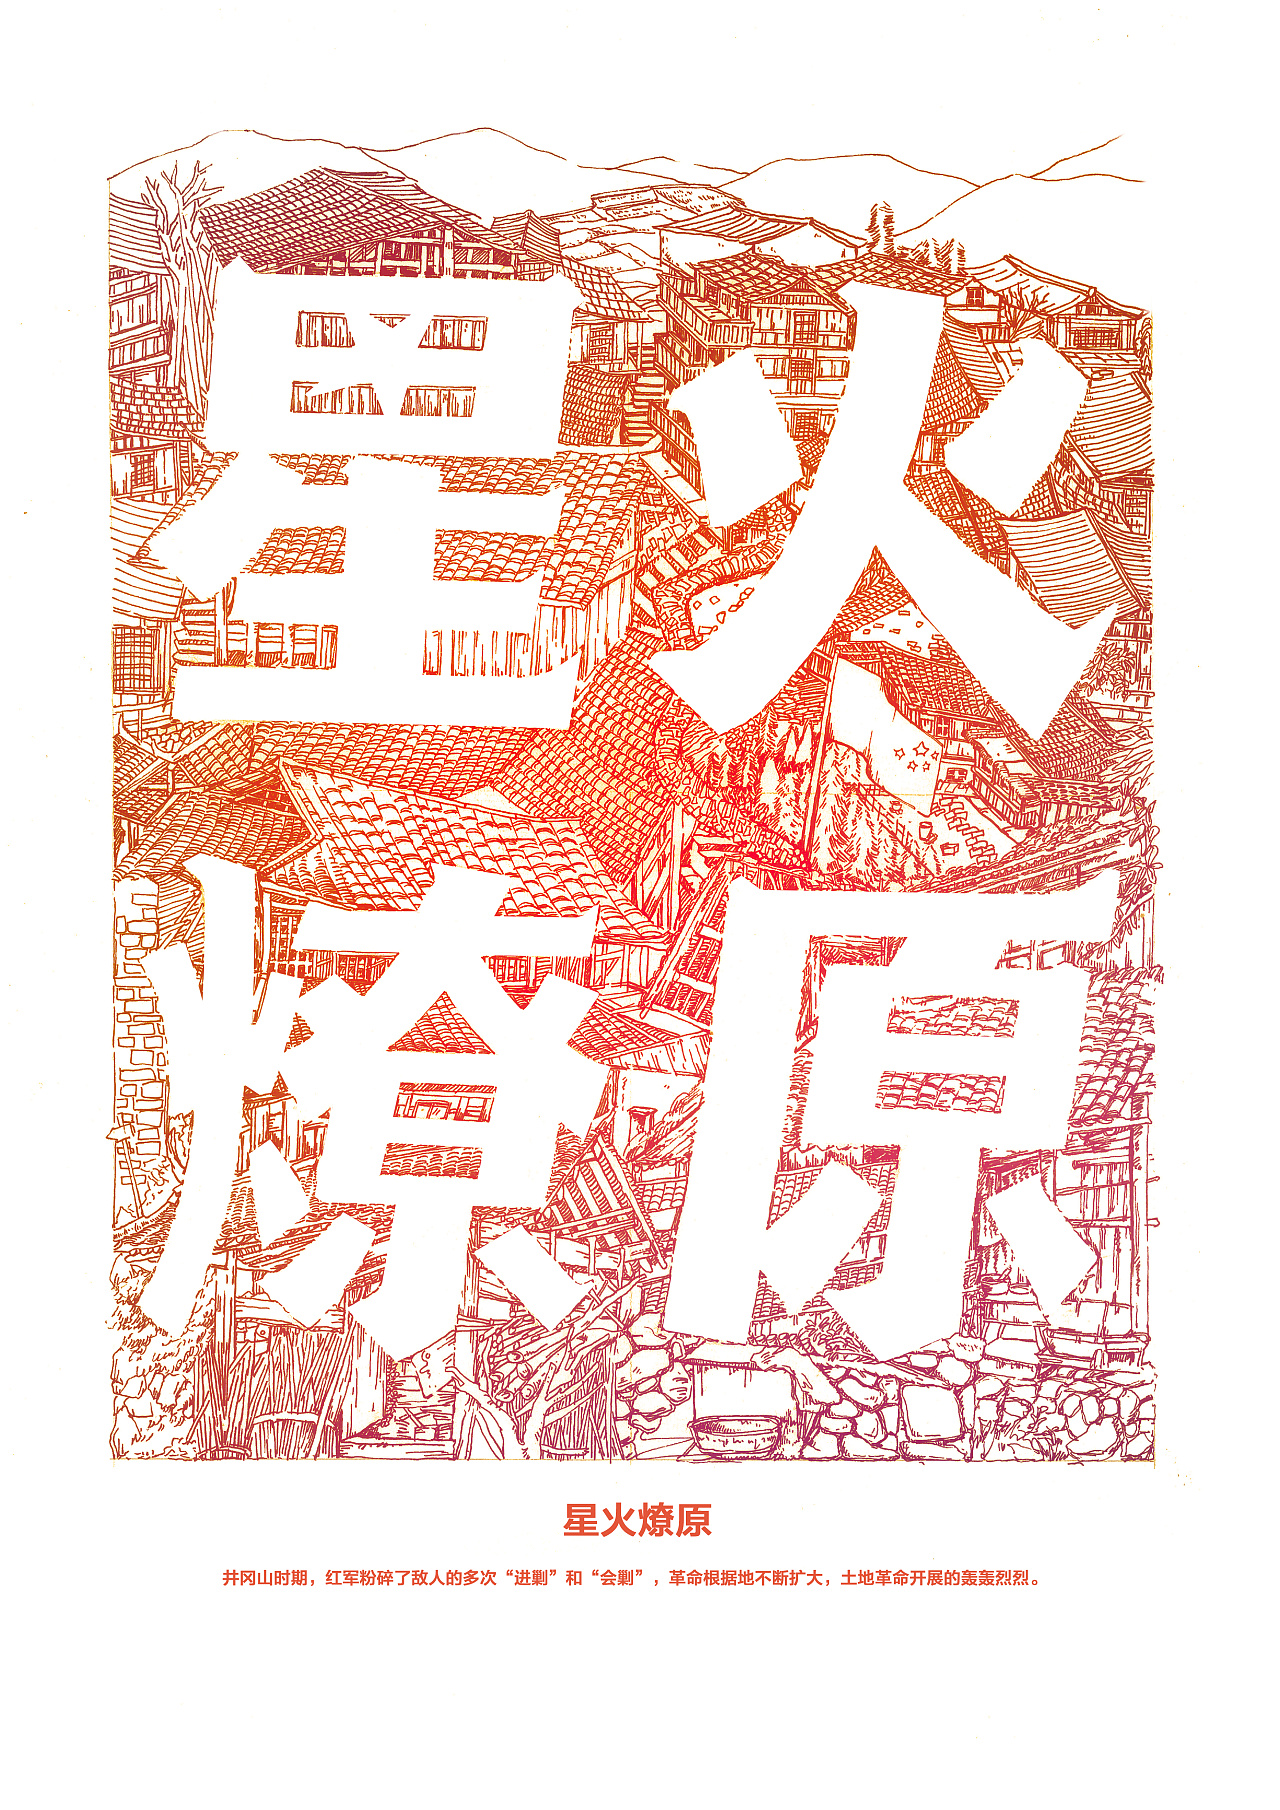 星火
燎原
星火燎原
井冈山时期，红军粉碎了敌人的多次“进剿”和“会剿”，革命根据地不断扩大，土地革命开展的轰轰烈烈。